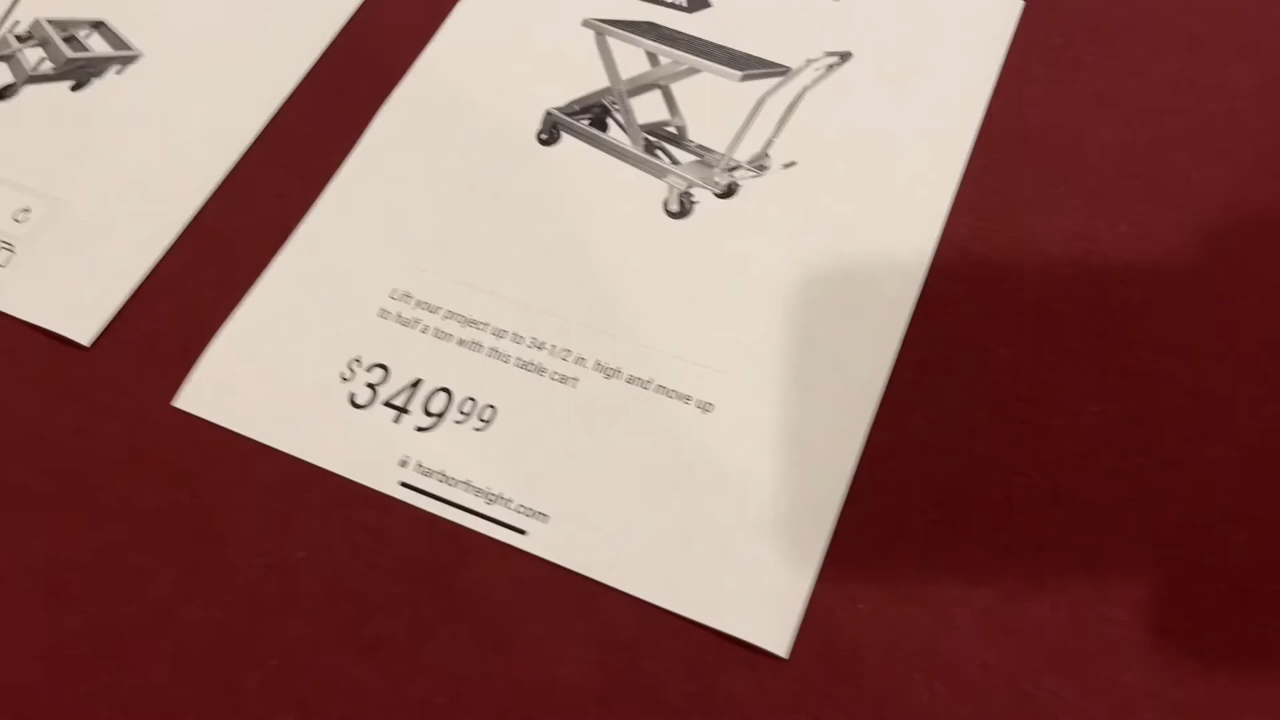 Lift your project up to 34-1/2 in. high and move up
to half a ton with this table cart
$349 99
harborfreight.com